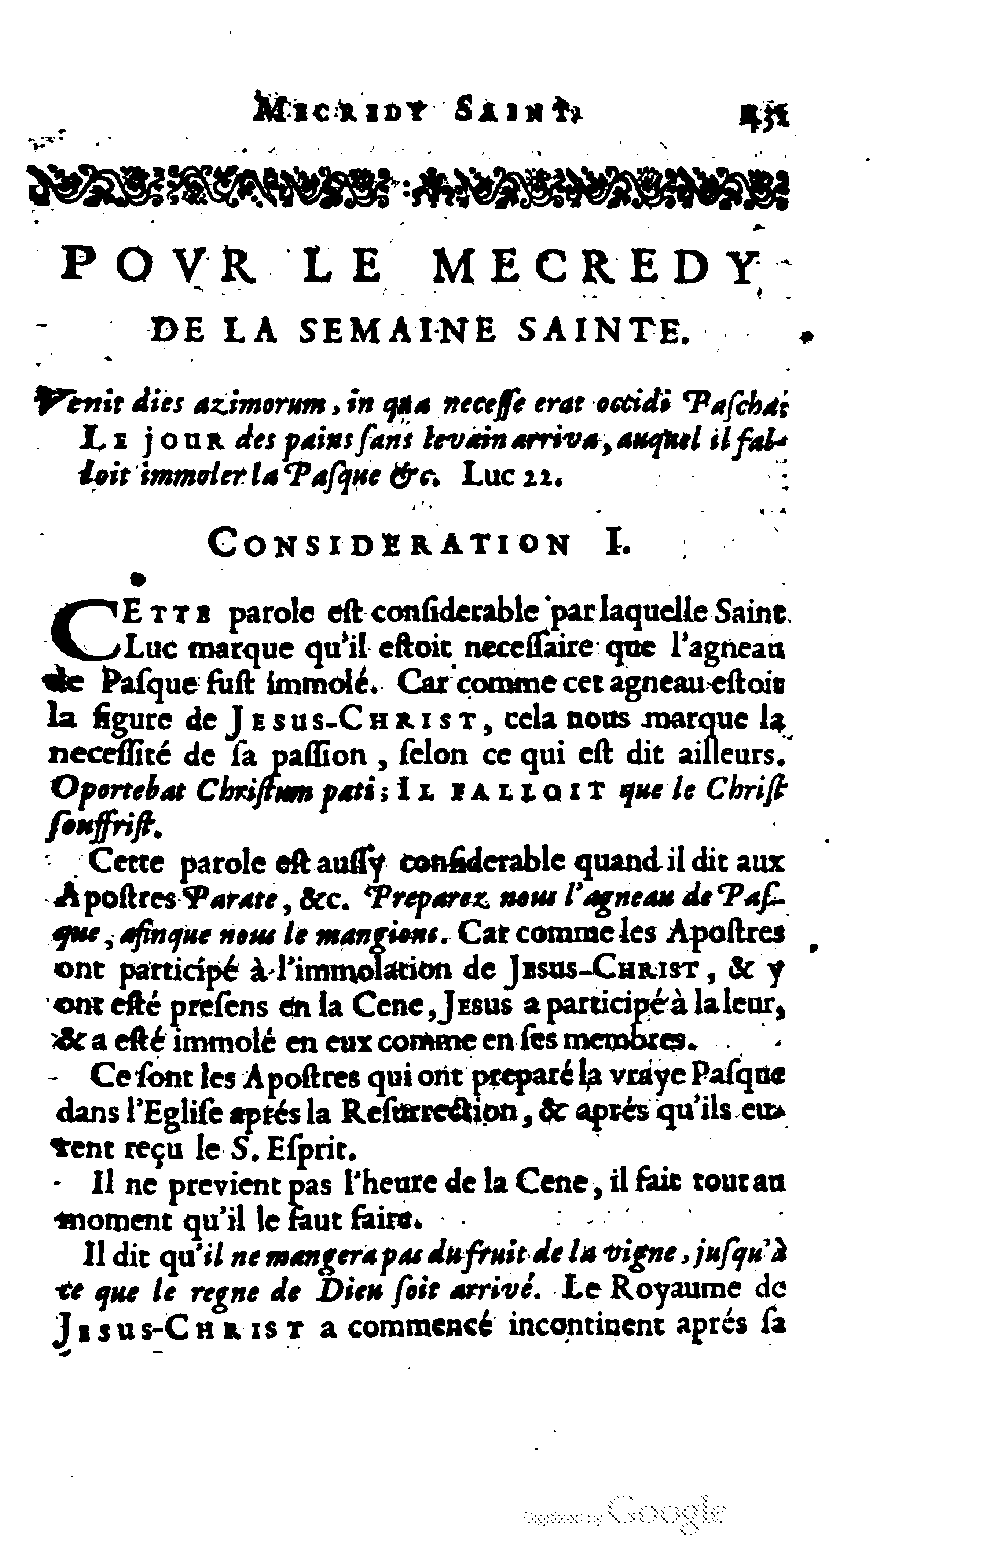 MECREDY SAINT. 431
POVR LE MECREDY
DE LA SEMAINE SAINTE.
Venit dies azimorum, in qua necesse erat occidi Pascha;
LE JOUR des pains sans levain arriva, auquel il fal-
loit immoler la Pasque &c. Luc 22.
CONSIDERATION I.
CETTE parole est considerable par laquelle Saint
Luc marque qu'il estoit necessaire que l'agneau
de Pasque fust immolé. Car comme cet agneau estoit
la figure de JESUS-CHRIST, cela nous marque la
necessité de sa passion, selon ce qui est dit ailleurs.
Oportebat Christum pati; IL FALLOIT que le Christ
souffrist.
Cette parole est aussy considerable quand il dit aux
Apostres Parate, &c. Preparez nous l'agneau de Pas-
que, afinque nous le mangions. Car comme les Apostres
ont participé à l'immolation de JESUS-CHRIST, & y
ont esté presens en la Cene, JESUS a participé à la leur,
& a esté immolé en eux comme en ses membres.
Ce sont les Apostres qui ont preparé la vraye Pasque
dans l'Eglise aprés la Resurrection, & aprés qu'ils eu-
rent reçu le S. Esprit.
Il ne previent pas l'heure de la Cene, il fait tout au
moment qu'il le faut faire.
Il dit qu'il ne mangera pas du fruit de la vigne, jusqu'à
ce que le regne de Dieu soit arrivé. Le Royaume de
JESUS-CHRIST a commencé incontinent aprés sa
Digitized by Google